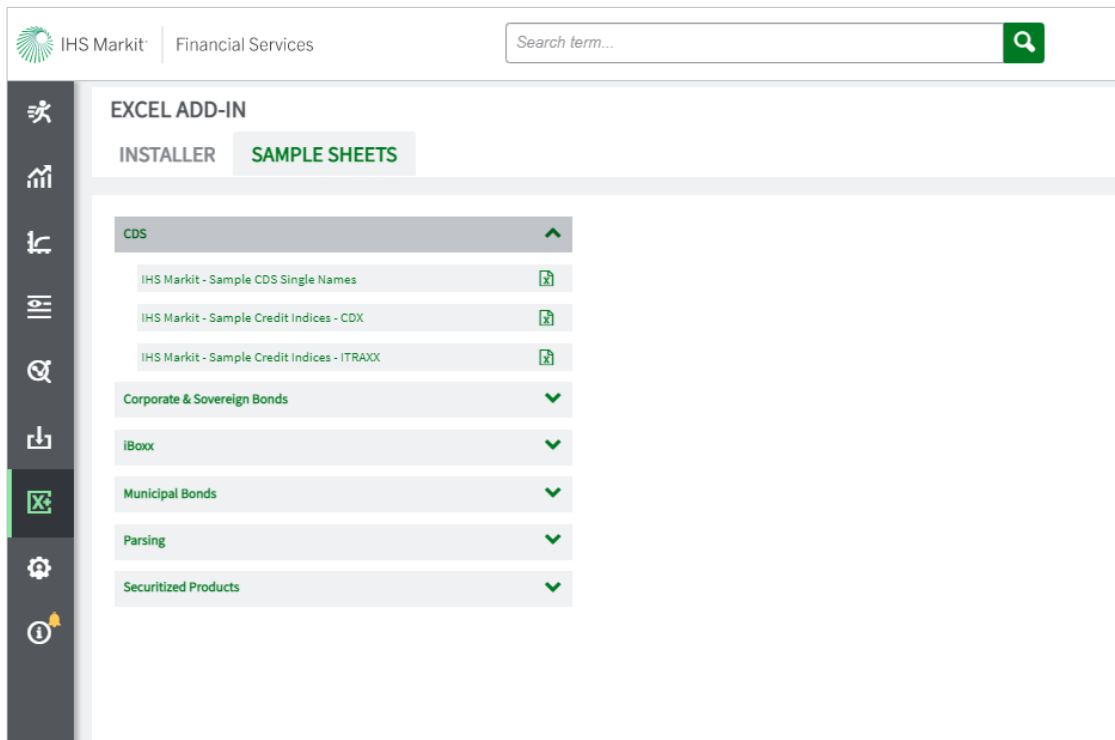 IHS Markit Financial Services
Search term...
EXCEL ADD-IN
INSTALLER SAMPLE SHEETS
CDS
IHS Markit - Sample CDS Single Names
IHS Markit - Sample Credit Indices - CDX
IHS Markit - Sample Credit Indices - ITRAXX
Corporate & Sovereign Bonds
iBoxx
Municipal Bonds
Parsing
Securitized Products